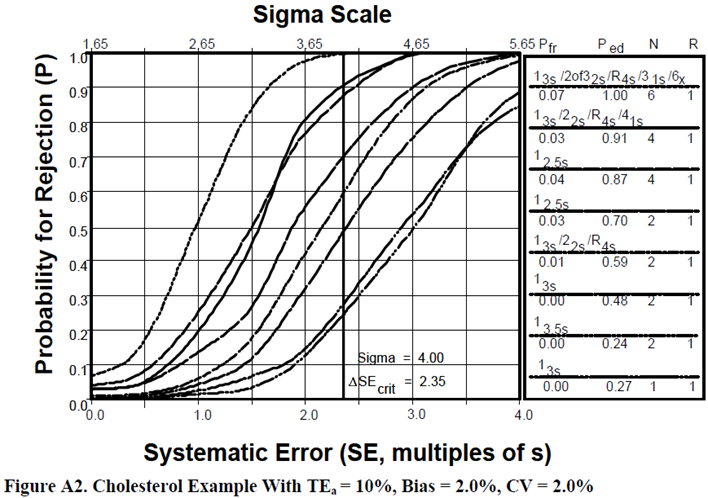 Sigma Scale
1.65 2.65 3.65 4.65 5.65
Pfr Ped N R
Probability for Rejection (P)
1.0
0.9
0.8
0.7
0.6
0.5
0.4
0.3
0.2
0.1
0.0
13s/2of32s/R4s/31s/6x
0.07 1.00 6 1
13s/22s/R4s/41s
0.03 0.91 4 1
12.5s
0.04 0.87 4 1
12.5s
0.03 0.70 2 1
13s/22s/R4s
0.01 0.59 2 1
13s
0.00 0.48 2 1
13.5s
0.00 0.24 2 1
13s
0.00 0.27 1 1
Sigma = 4.00
ΔSEcrit = 2.35
0.0 1.0 2.0 3.0 4.0
Systematic Error (SE, multiples of s)
Figure A2. Cholesterol Example With TEa = 10%, Bias = 2.0%, CV = 2.0%